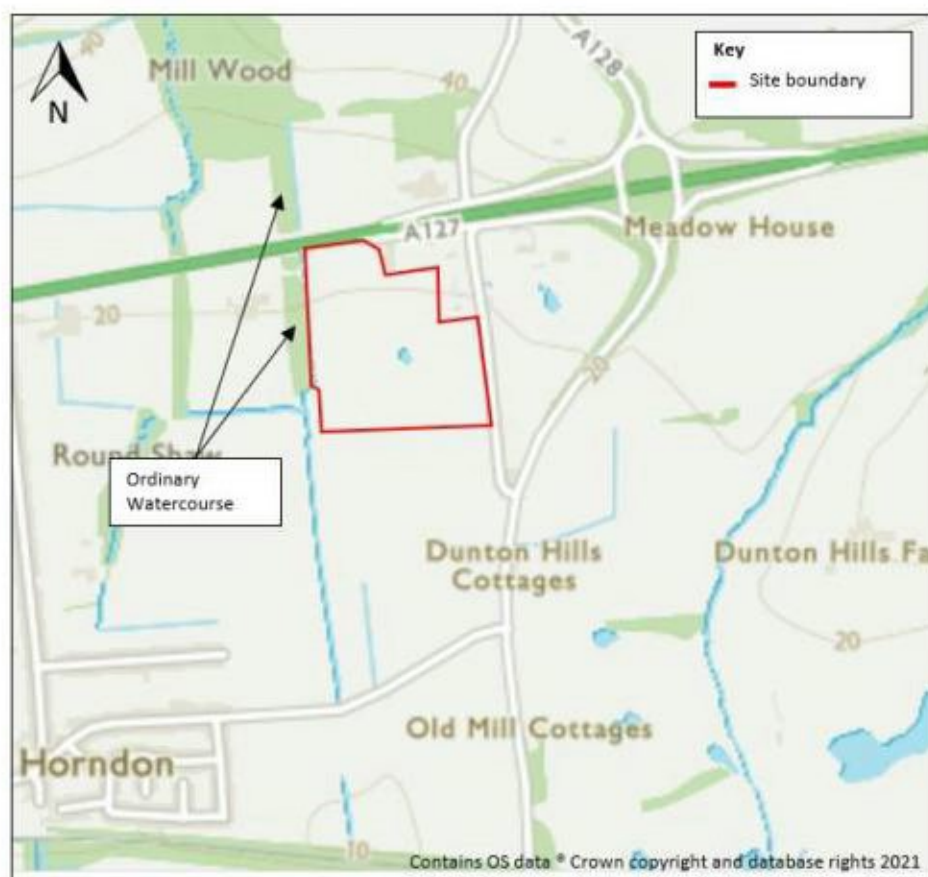 40
Mill Wood
N
A128
40
Key
Site boundary
A127
Meadow House
20
20
Round Shaw
Ordinary
Watercourse
Dunton Hills
Cottages
Dunton Hills Fa
20
Old Mill Cottages
Horndon
10
Contains OS data © Crown copyright and database rights 2021